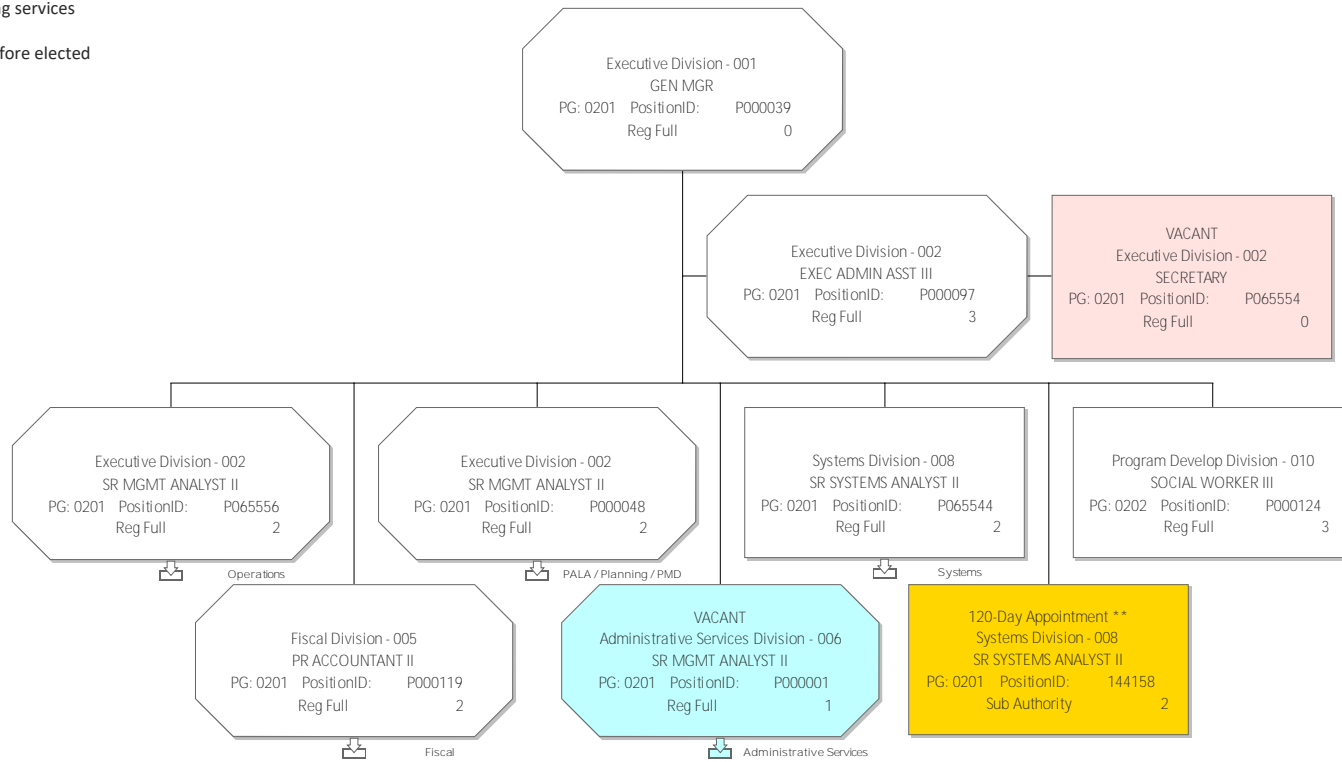 ng services
fore elected
Executive Division - 001
GEN MGR
PG: 0201 PositionID: P000039
Reg Full 0
Executive Division - 002
EXEC ADMIN ASST III
PG: 0201 PositionID: P000097
Reg Full 3
VACANT
Executive Division - 002
SECRETARY
PG: 0201 PositionID: P065554
Reg Full 0
Executive Division - 002
SR MGMT ANALYST II
PG: 0201 PositionID: P065556
Reg Full 2
Operations
Executive Division - 002
SR MGMT ANALYST II
PG: 0201 PositionID: P000048
Reg Full 2
PALA / Planning / PMD
Systems Division - 008
SR SYSTEMS ANALYST II
PG: 0201 PositionID: P065544
Reg Full 2
Systems
Program Develop Division - 010
SOCIAL WORKER III
PG: 0202 PositionID: P000124
Reg Full 3
Fiscal Division - 005
PR ACCOUNTANT II
PG: 0201 PositionID: P000119
Reg Full 2
Fiscal
VACANT
Administrative Services Division - 006
SR MGMT ANALYST II
PG: 0201 PositionID: P000001
Reg Full 1
Administrative Services
120-Day Appointment **
Systems Division - 008
SR SYSTEMS ANALYST II
PG: 0201 PositionID: 144158
Sub Authority 2